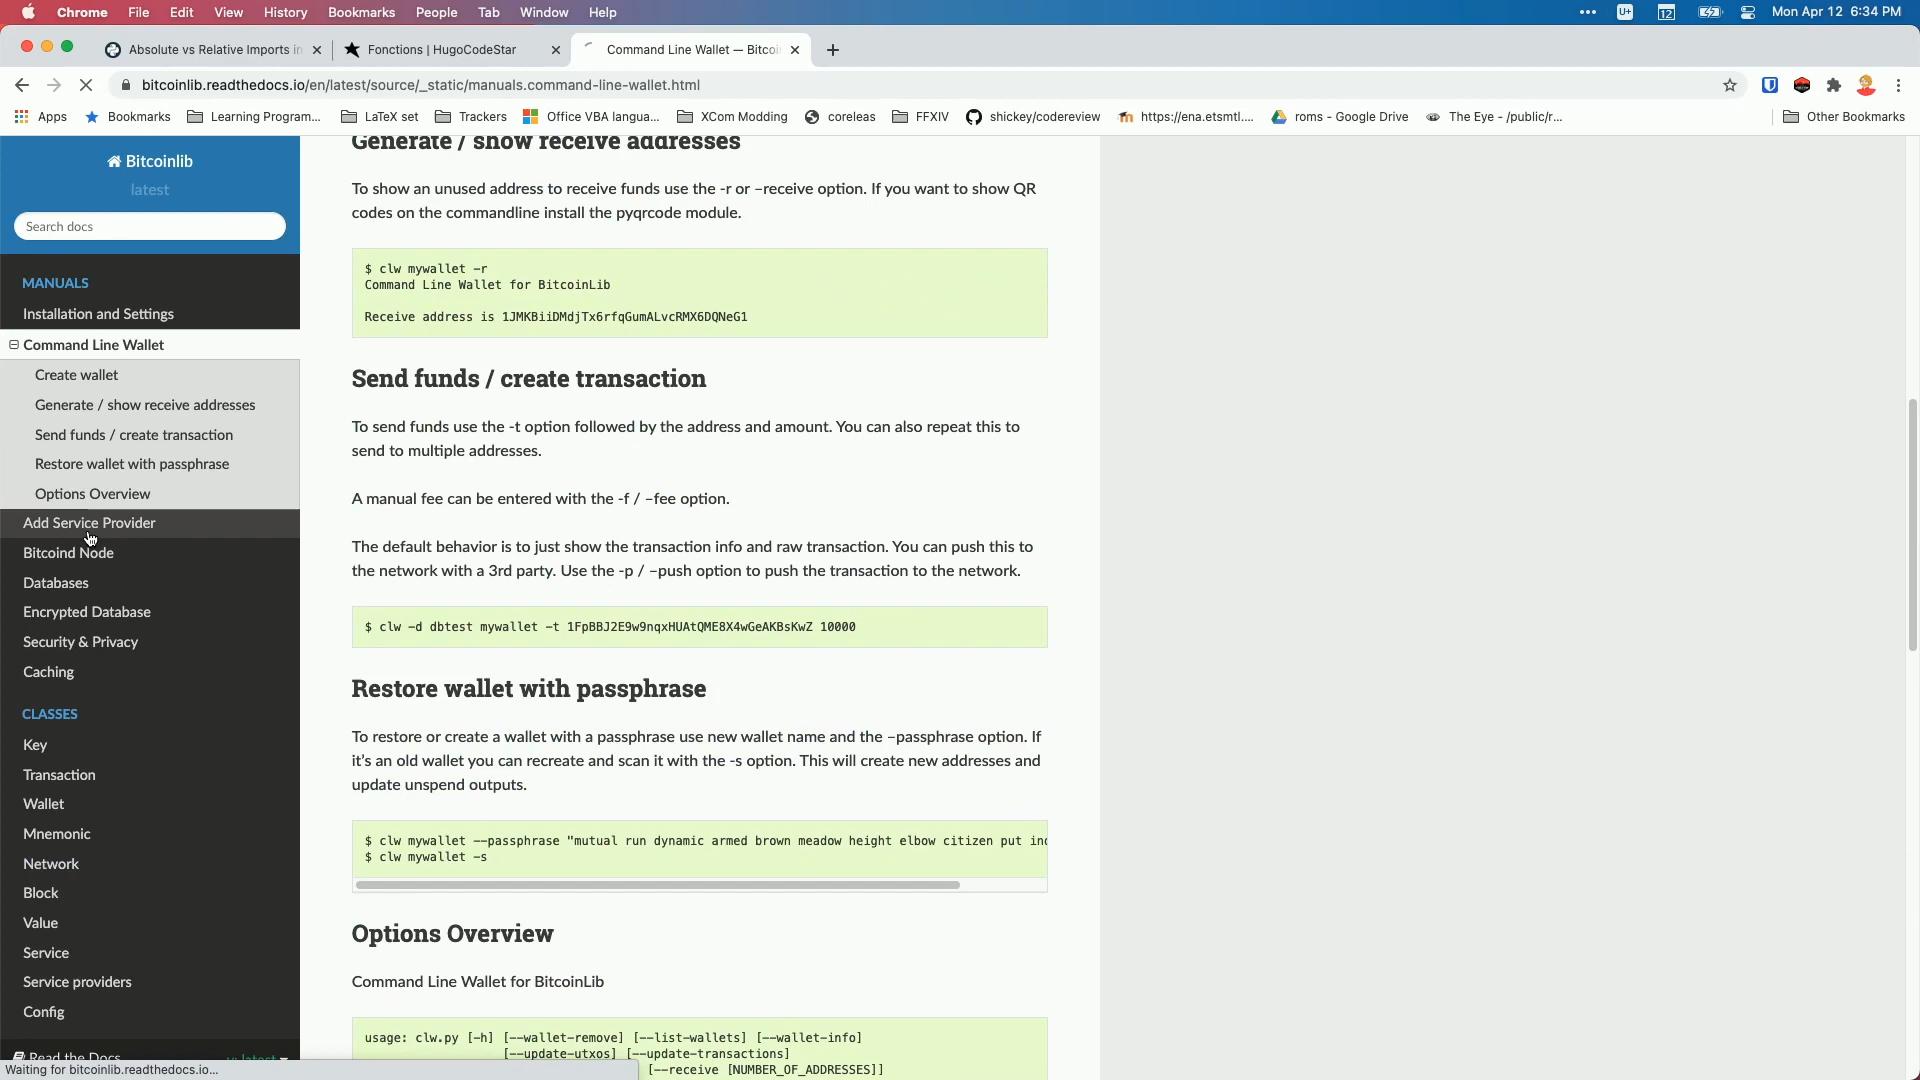 Chrome File Edit View History Bookmarks People Tab Window Help
U+ 12 Mon Apr 12 6:34 PM
Absolute vs Relative Imports in
Fonctions | HugoCodeStar
Command Line Wallet — Bitcoi
bitcoinlib.readthedocs.io/en/latest/source/_static/manuals.command-line-wallet.html
Apps Bookmarks Learning Program... LaTeX set Trackers Office VBA langua... XCom Modding coreleas FFXIV shickey/codereview https://ena.etsmtl.... roms - Google Drive The Eye - /public/r... Other Bookmarks
Bitcoinlib
latest
Search docs
MANUALS
Installation and Settings
Command Line Wallet
Create wallet
Generate / show receive addresses
Send funds / create transaction
Restore wallet with passphrase
Options Overview
Add Service Provider
Bitcoind Node
Databases
Encrypted Database
Security & Privacy
Caching
CLASSES
Key
Transaction
Wallet
Mnemonic
Network
Block
Value
Service
Service providers
Config
Read the Docs v: latest
Waiting for bitcoinlib.readthedocs.io...
Generate / show receive addresses
To show an unused address to receive funds use the -r or –receive option. If you want to show QR
codes on the commandline install the pyqrcode module.
$ clw mywallet -r
Command Line Wallet for BitcoinLib
Receive address is 1JMKBiiDMdjTx6rfqGumALvcRMX6DQNeG1
Send funds / create transaction
To send funds use the -t option followed by the address and amount. You can also repeat this to
send to multiple addresses.
A manual fee can be entered with the -f / –fee option.
The default behavior is to just show the transaction info and raw transaction. You can push this to
the network with a 3rd party. Use the -p / –push option to push the transaction to the network.
$ clw -d dbtest mywallet -t 1FpBBJ2E9w9nqxHUAtQME8X4wGeAKBsKwZ 10000
Restore wallet with passphrase
To restore or create a wallet with a passphrase use new wallet name and the –passphrase option. If
it's an old wallet you can recreate and scan it with the -s option. This will create new addresses and
update unspend outputs.
$ clw mywallet --passphrase "mutual run dynamic armed brown meadow height elbow citizen put ind
$ clw mywallet -s
Options Overview
Command Line Wallet for BitcoinLib
usage: clw.py [-h] [--wallet-remove] [--list-wallets] [--wallet-info]
[--update-utxos] [--update-transactions]
[--receive [NUMBER_OF_ADDRESSES]]